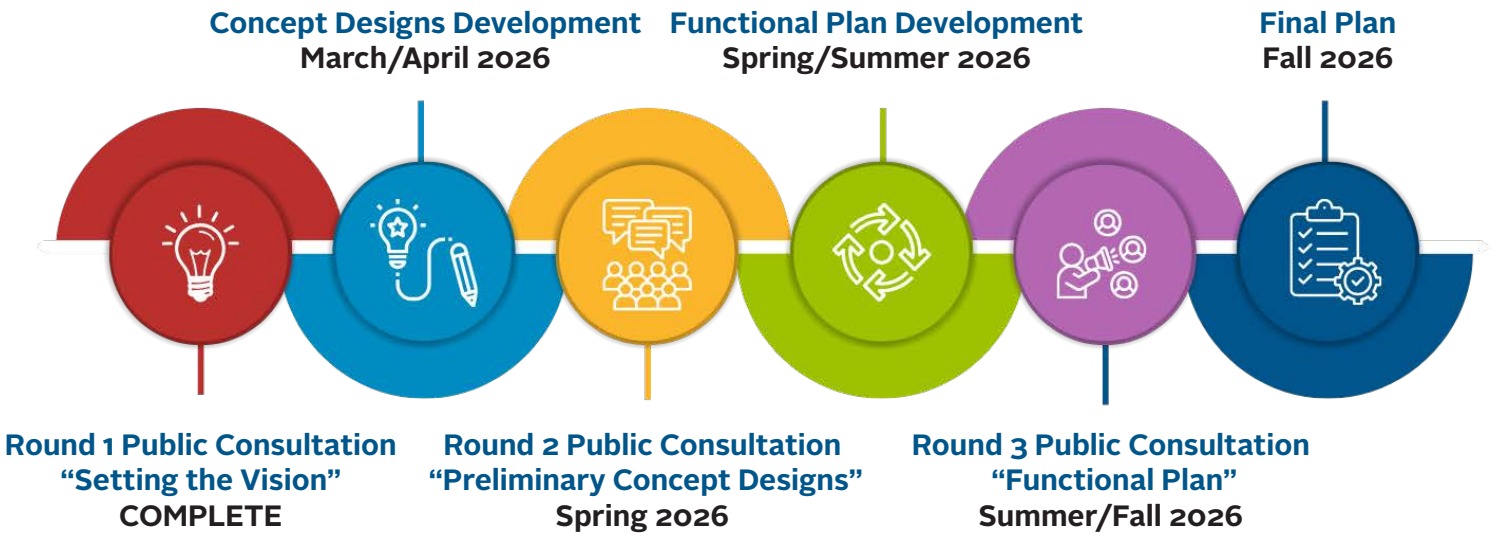 Concept Designs Development
March/April 2026
Functional Plan Development
Spring/Summer 2026
Final Plan
Fall 2026
Round 1 Public Consultation
“Setting the Vision”
COMPLETE
Round 2 Public Consultation
“Preliminary Concept Designs”
Spring 2026
Round 3 Public Consultation
“Functional Plan”
Summer/Fall 2026